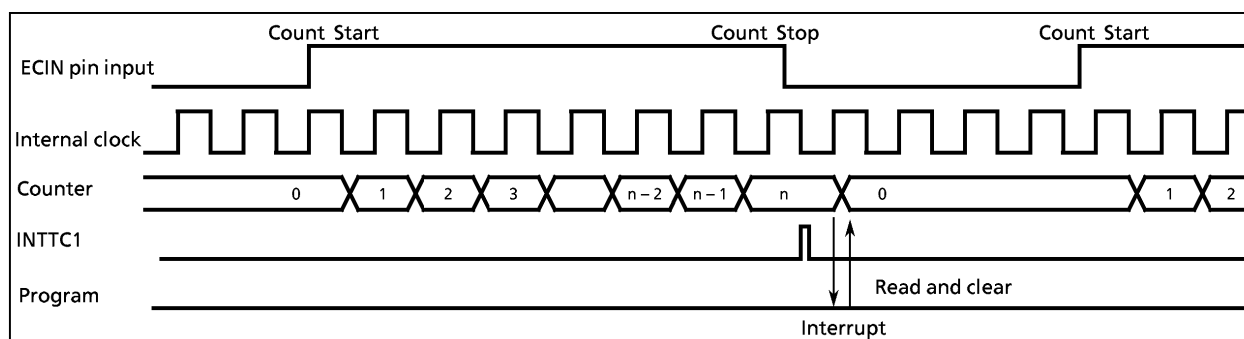 Count Start Count Stop Count Start
ECIN pin input
Internal clock
Counter 0 1 2 3 n-2 n-1 n 0 1 2
INTTC1
Program Read and clear
Interrupt